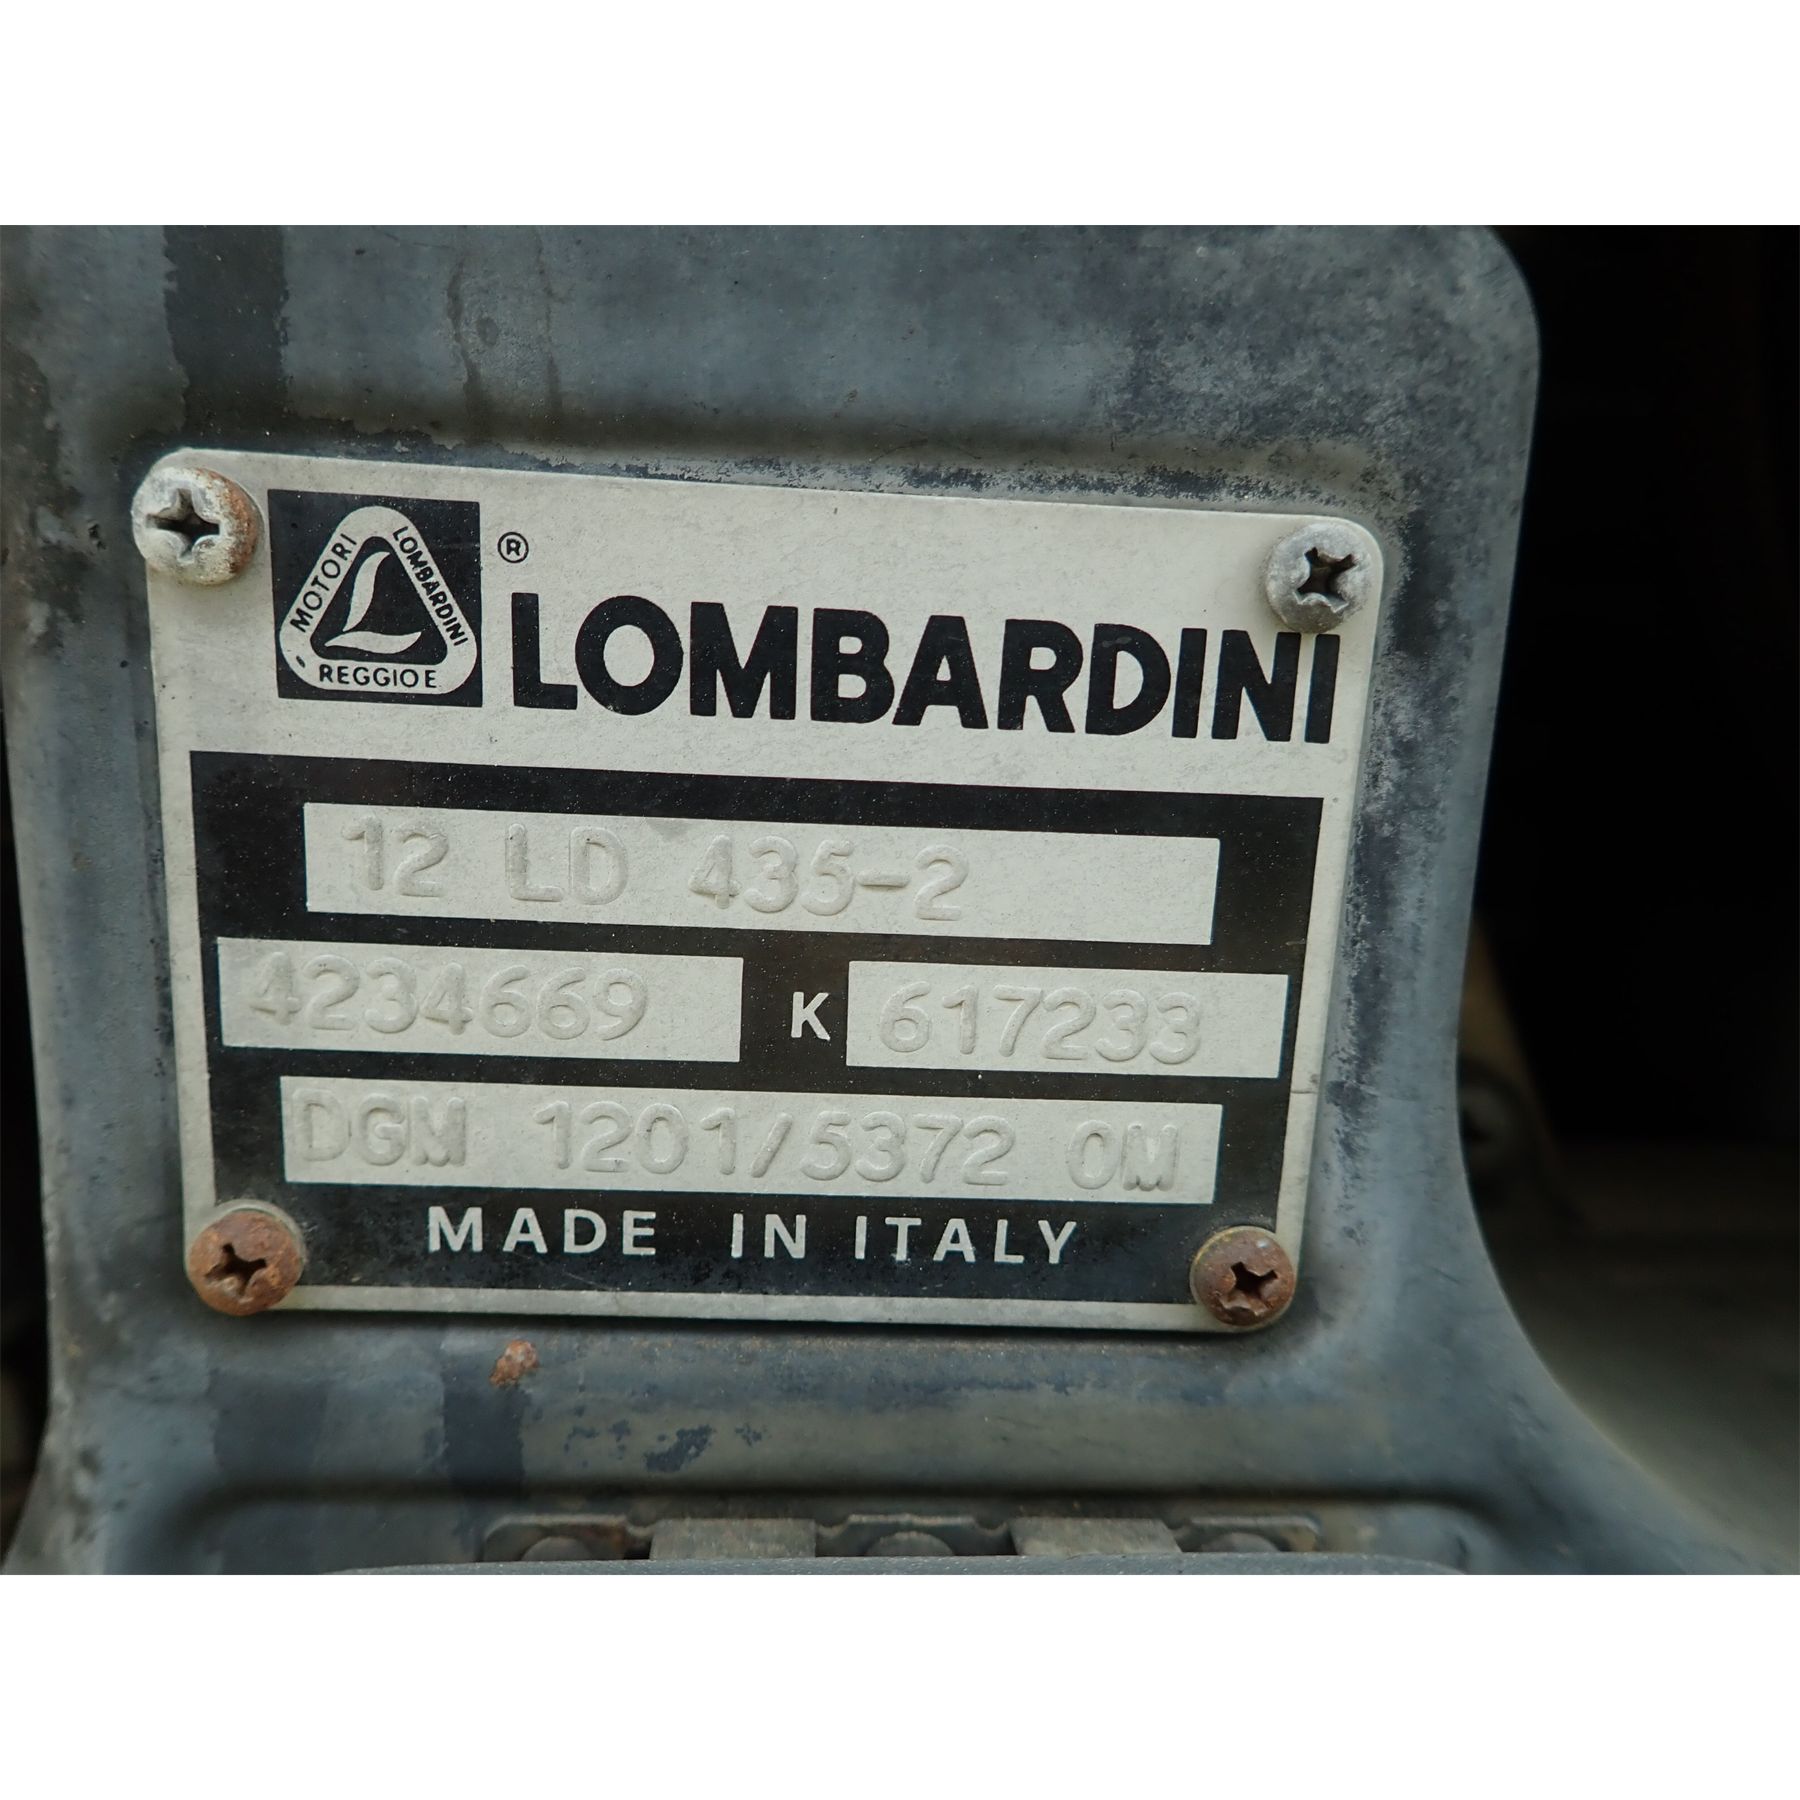 MOTORI LOMBARDINI
REGGIO E
® LOMBARDINI
12 LD 435-2
4234669 K 617233
DGM 1201/5372 OM
MADE IN ITALY